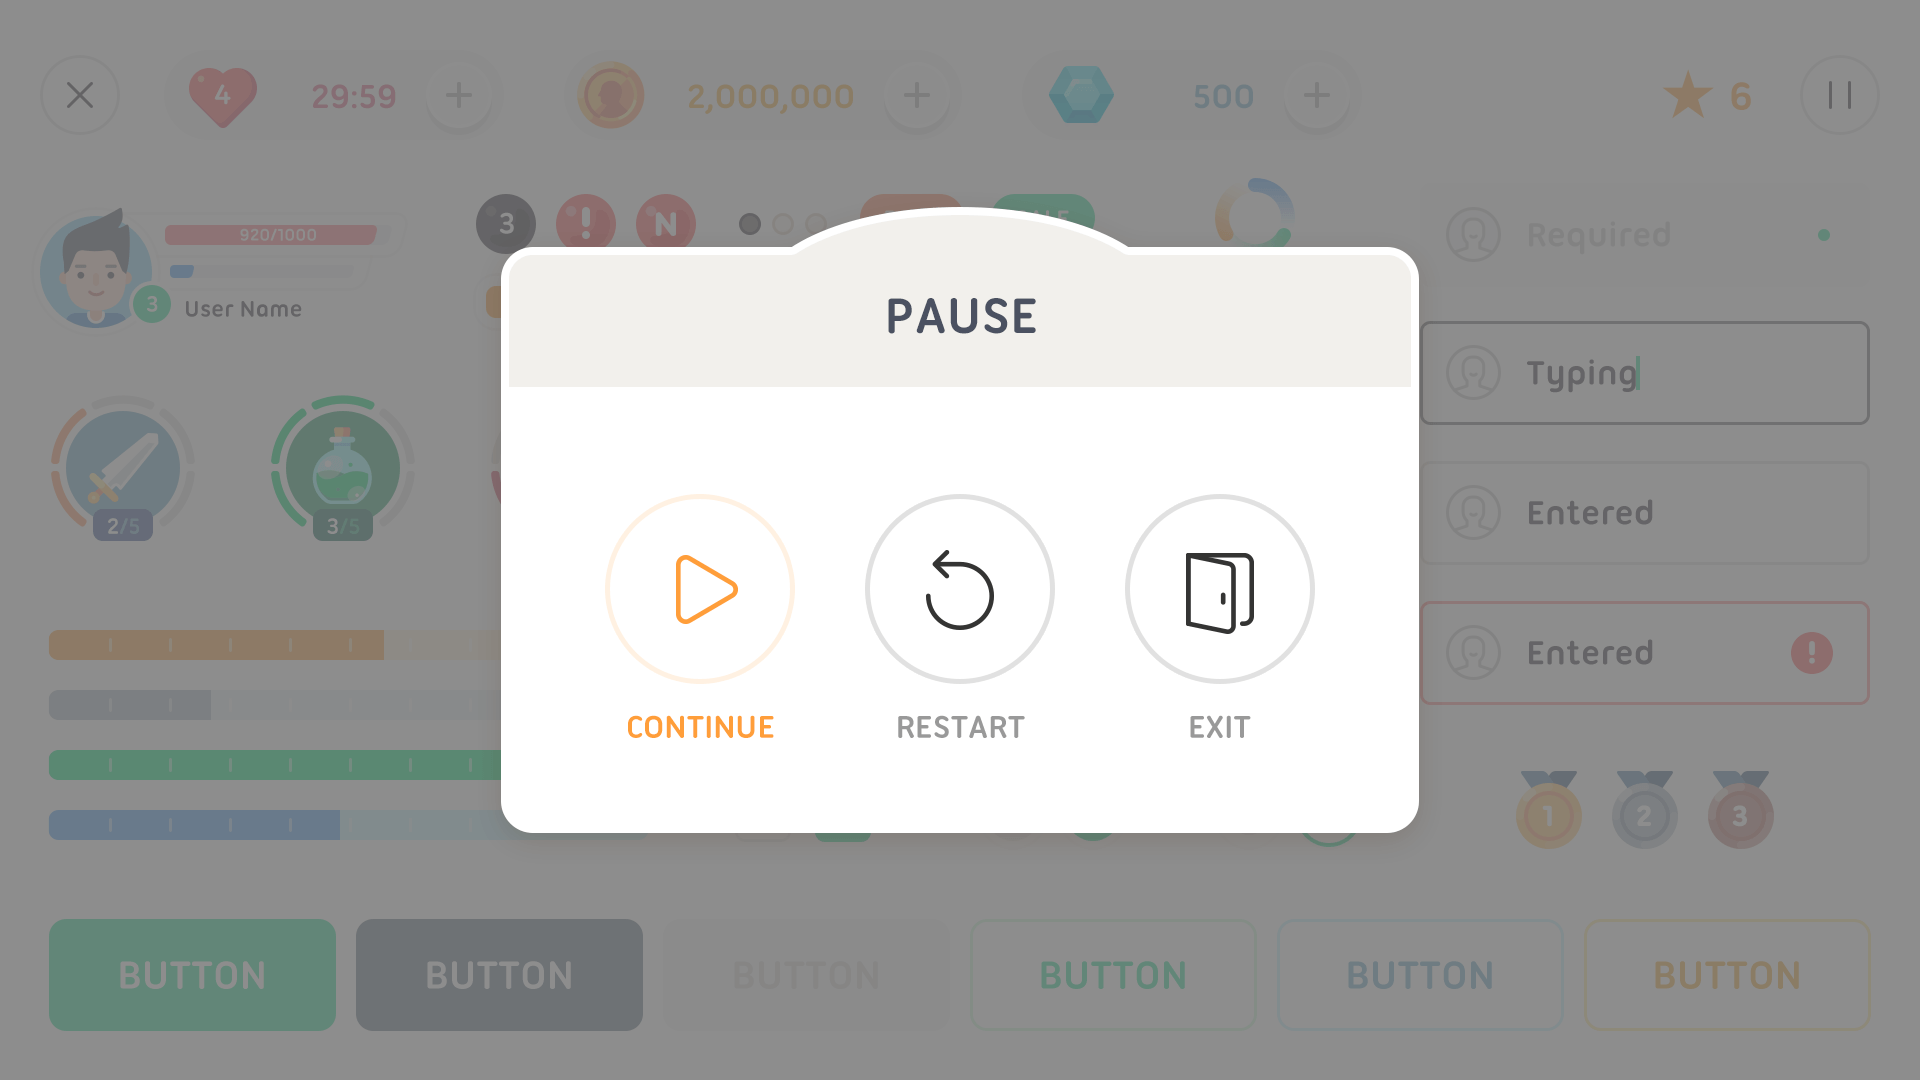 4 29:59
2,000,000
500
6
3 ! N
920/1000
3 User Name
Required
PAUSE
Typing
2/5
3/5
Entered
CONTINUE
RESTART
EXIT
Entered !
1 2 3
BUTTON
BUTTON
BUTTON
BUTTON
BUTTON
BUTTON